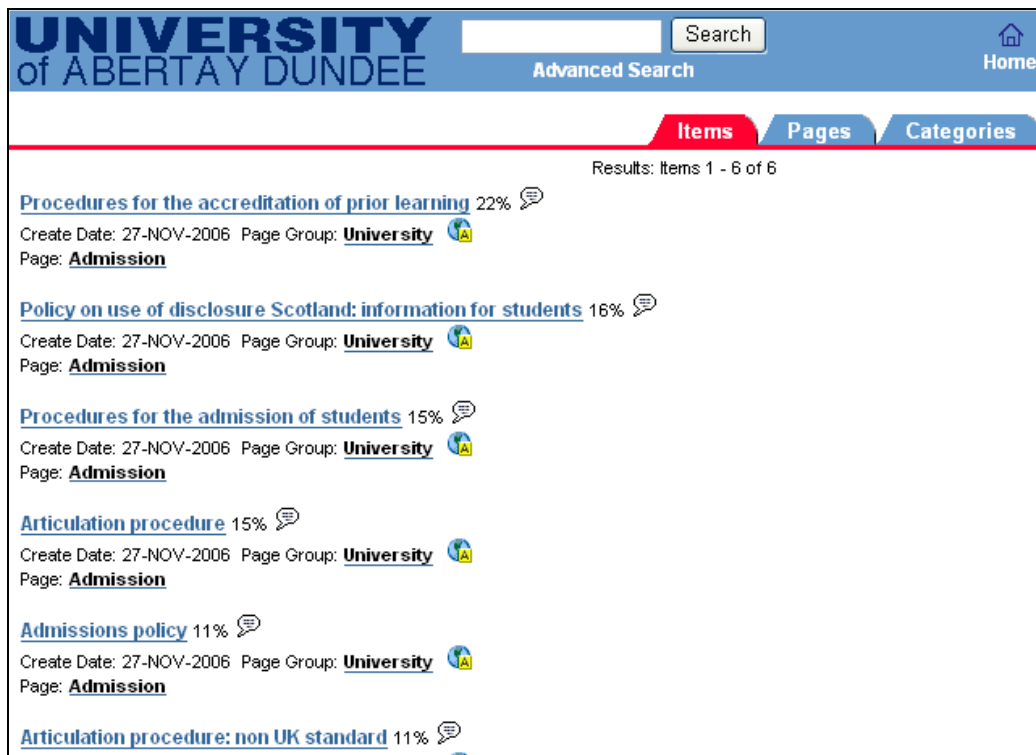 UNIVERSITY
of ABERTAY DUNDEE
Search
Advanced Search
Home
Items Pages Categories
Results: Items 1 - 6 of 6
Procedures for the accreditation of prior learning 22%
Create Date: 27-NOV-2006 Page Group: University A
Page: Admission
Policy on use of disclosure Scotland: information for students 16%
Create Date: 27-NOV-2006 Page Group: University A
Page: Admission
Procedures for the admission of students 15%
Create Date: 27-NOV-2006 Page Group: University A
Page: Admission
Articulation procedure 15%
Create Date: 27-NOV-2006 Page Group: University A
Page: Admission
Admissions policy 11%
Create Date: 27-NOV-2006 Page Group: University A
Page: Admission
Articulation procedure: non UK standard 11%